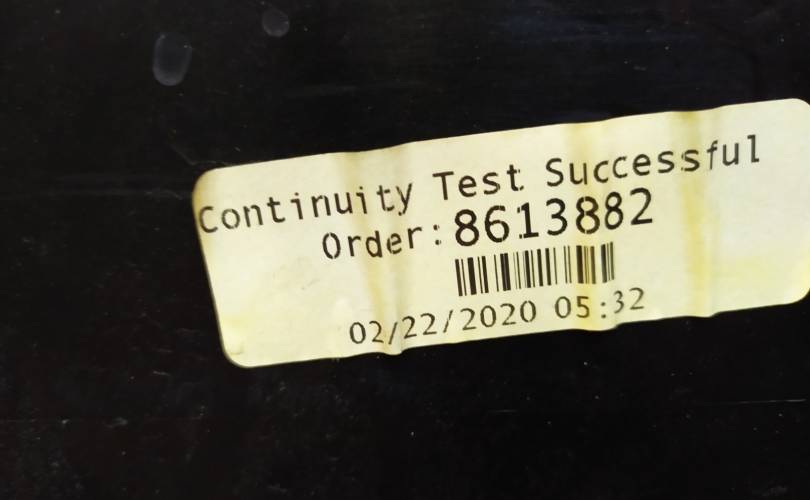 Continuity Test Successful
Order: 8613882
02/22/2020 05:32